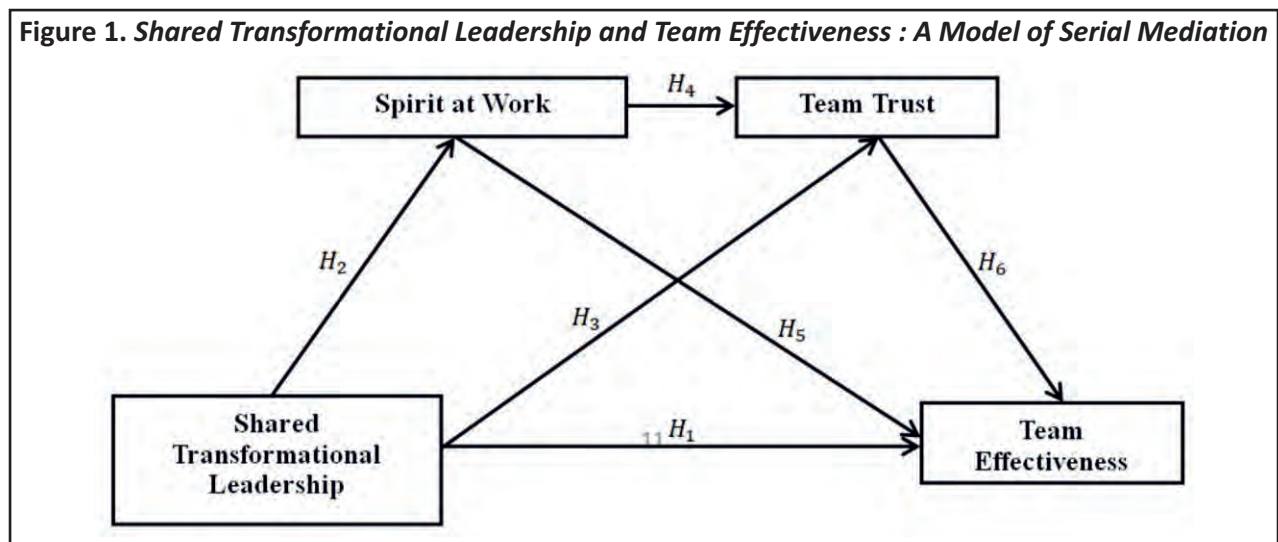 Figure 1. Shared Transformational Leadership and Team Effectiveness : A Model of Serial Mediation
Spirit at Work
H₄
Team Trust
H₂
H₃
H₅
H₆
Shared
Transformational
Leadership
11 H₁
Team
Effectiveness